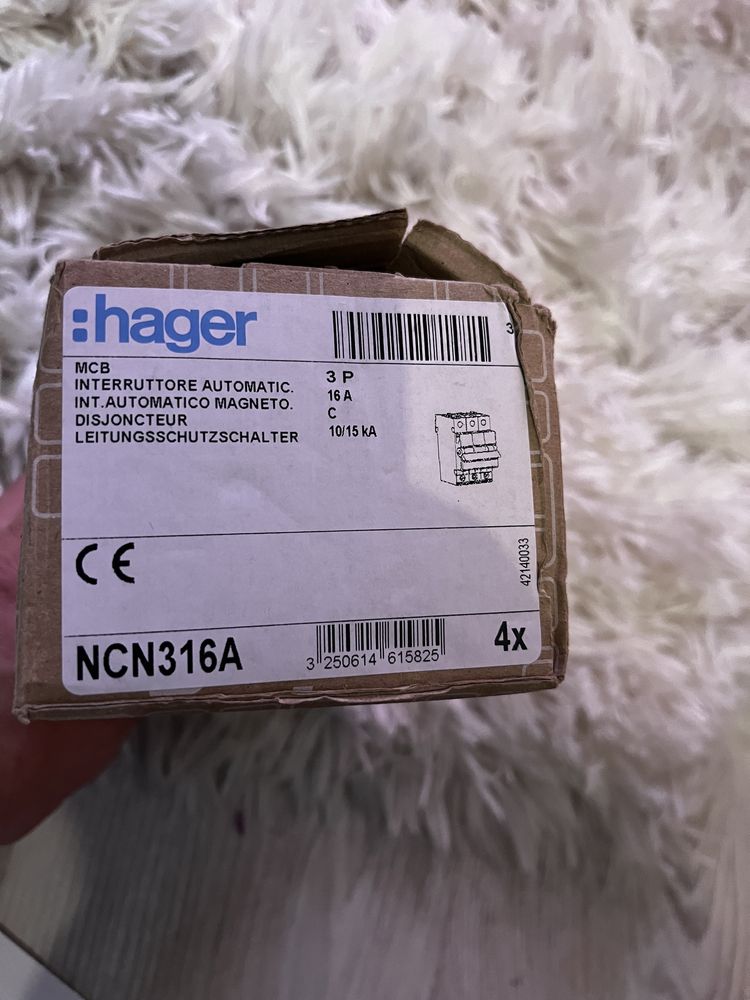 :hager
3
MCB
INTERRUTTORE AUTOMATIC.
INT.AUTOMATICO MAGNETO.
DISJONCTEUR
LEITUNGSSCHUTZSCHALTER
3 P
16 A
C
10/15 kA
42140033
CE
NCN316A
3 250614 615825
4x